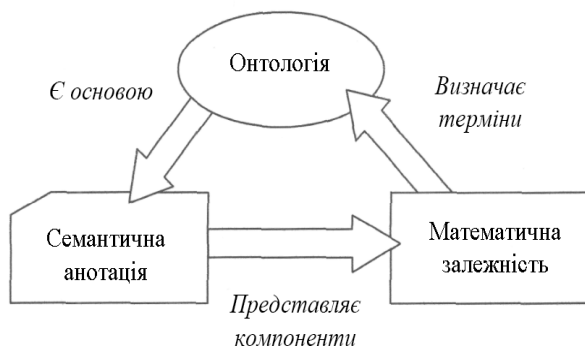 Онтологія
Є основою
Визначає
терміни
Семантична
анотація
Математична
залежність
Представляє
компоненти